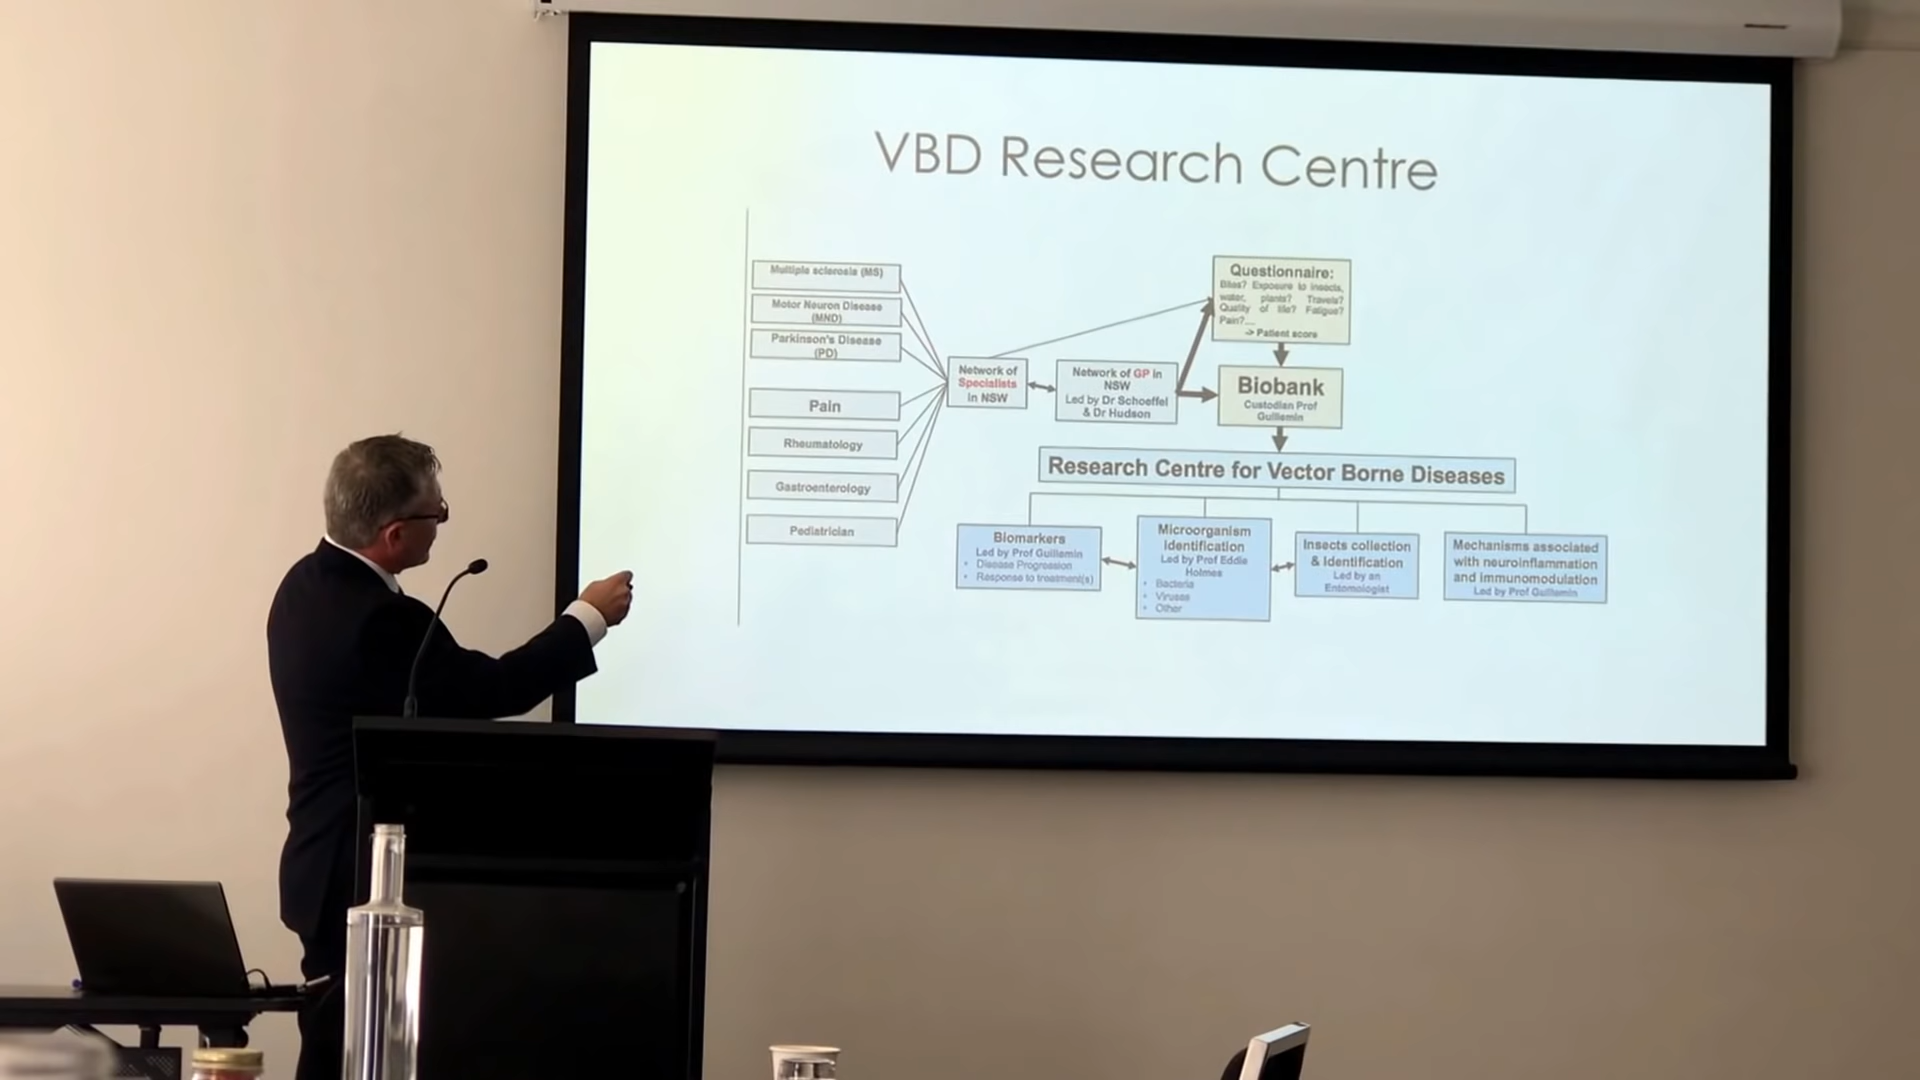 VBD Research Centre
Multiple sclerosis (MS)
Motor Neuron Disease
(MND)
Parkinson's Disease
(PD)
Pain
Rheumatology
Gastroenterology
Pediatrician
Network of
Specialists
in NSW
Network of GP in
NSW
Led by Dr Schoeffel
& Dr Hudson
Questionnaire:
Bites? Exposure to insects,
water, plants? Travels?
Quality of life? Fatigue?
Pain?....
-> Patient score
Biobank
Custodian Prof
Guillemin
Research Centre for Vector Borne Diseases
Biomarkers
Led by Prof Guillemin
• Disease Progression
• Response to treatment(s)
Microorganism
Identification
Led by Prof Eddie
Holmes
• Bacteria
• Viruses
• Other
Insects collection
& Identification
Led by an
Entomologist
Mechanisms associated
with neuroinflammation
and immunomodulation
Led by Prof Guillemin